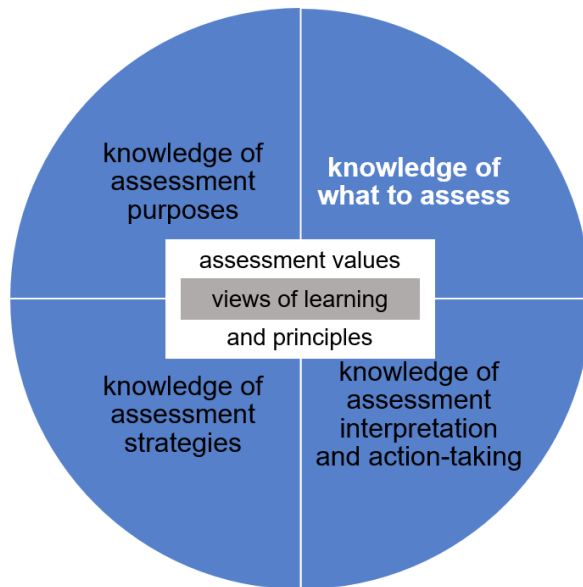 knowledge of
assessment
purposes
knowledge of
what to assess
assessment values
views of learning
and principles
knowledge of
assessment
strategies
knowledge of
assessment
interpretation
and action-taking